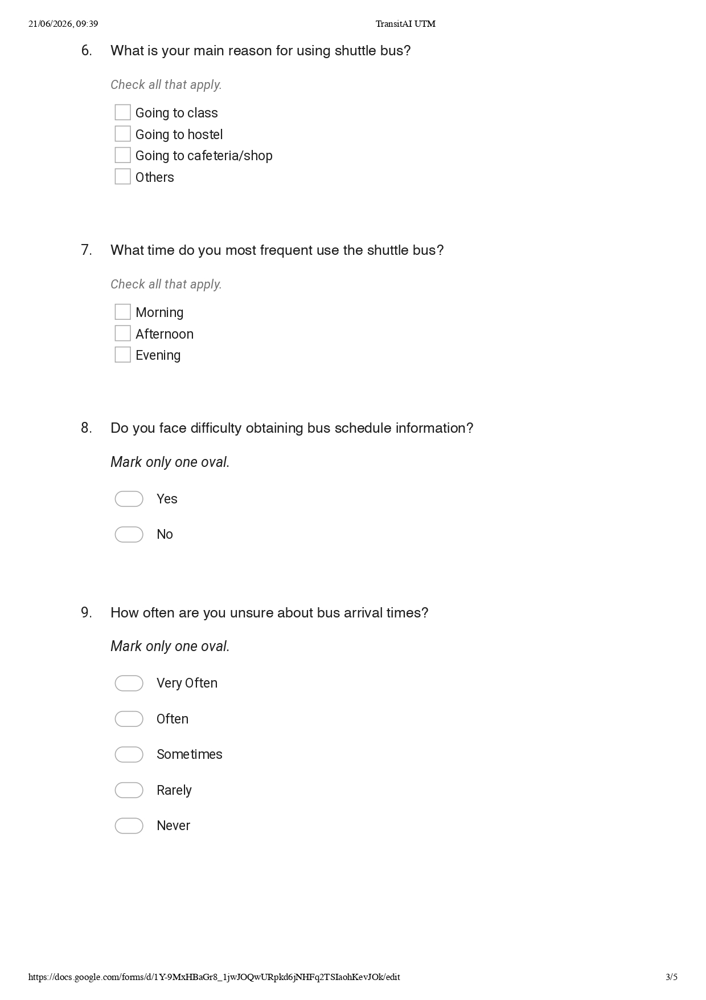 21/06/2026, 09:39 TransitAI UTM
6. What is your main reason for using shuttle bus?
Check all that apply.
Going to class
Going to hostel
Going to cafeteria/shop
Others
7. What time do you most frequent use the shuttle bus?
Check all that apply.
Morning
Afternoon
Evening
8. Do you face difficulty obtaining bus schedule information?
Mark only one oval.
Yes
No
9. How often are you unsure about bus arrival times?
Mark only one oval.
Very Often
Often
Sometimes
Rarely
Never
https://docs.google.com/forms/d/1Y-9MxHBaGr8_1jwJOQwURpkd6jNHFq2TSIaohKevJOk/edit 3/5